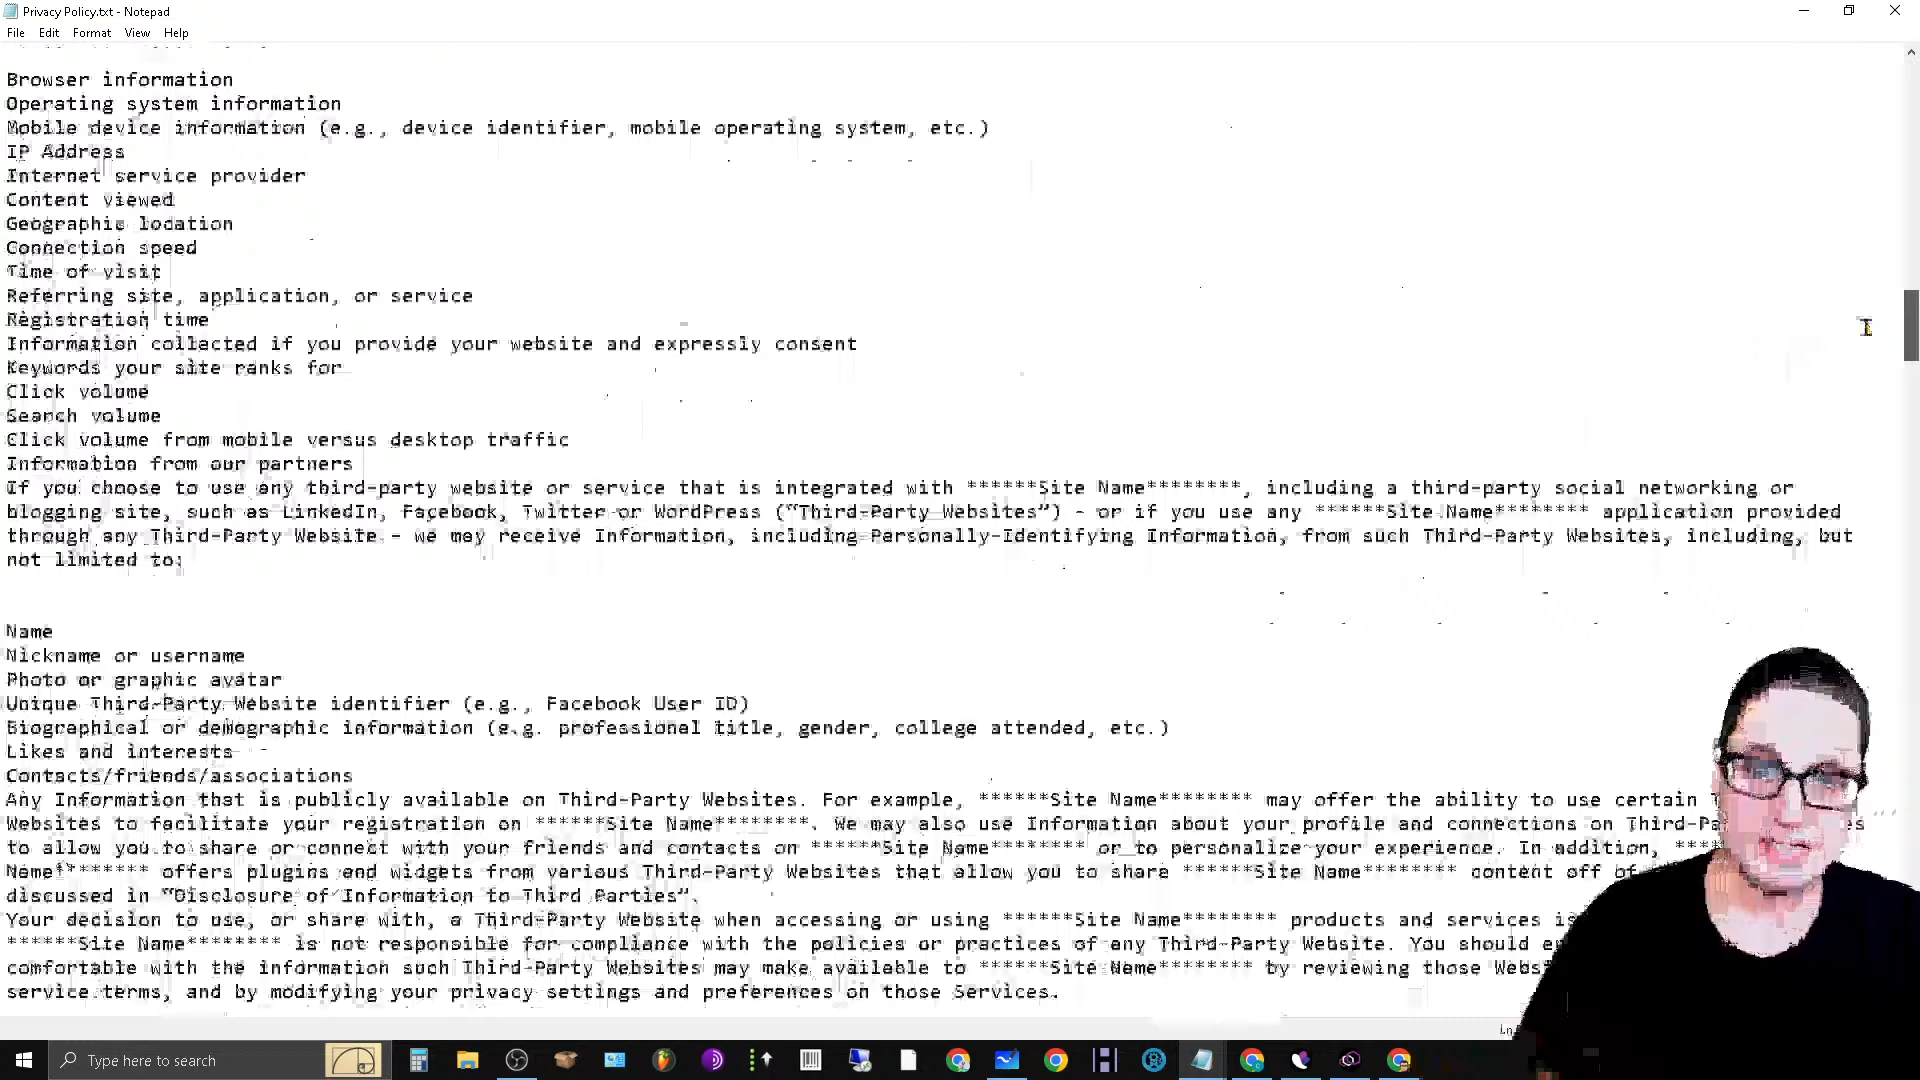 Privacy Policy.txt - Notepad
File Edit Format View Help
Browser information
Operating system information
Mobile device information (e.g., device identifier, mobile operating system, etc.)
IP Address
Internet service provider
Content viewed
Geographic location
Connection speed
Time of visit
Referring site, application, or service
Registration time
Information collected if you provide your website and expressly consent
Keywords your site ranks for
Click volume
Search volume
Click volume from mobile versus desktop traffic
Information from our partners
If you choose to use any third-party website or service that is integrated with ******Site Name********, including a third-party social networking or
blogging site, such as LinkedIn, Facebook, Twitter or WordPress (“Third-Party Websites”) - or if you use any ******Site Name******** application provided
through any Third-Party Website - we may receive Information, including Personally-Identifying Information, from such Third-Party Websites, including, but
not limited to:
Name
Nickname or username
Photo or graphic avatar
Unique Third-Party Website identifier (e.g., Facebook User ID)
Biographical or demographic information (e.g. professional title, gender, college attended, etc.)
Likes and interests
Contacts/friends/associations
Any Information that is publicly available on Third-Party Websites. For example, ******Site Name******** may offer the ability to use certain
Websites to facilitate your registration on ******Site Name********. We may also use Information about your profile and connections on
to allow you to share or connect with your friends and contacts on ******Site Name******** or to personalize your experience. In addition,
Name******** offers plugins and widgets from various Third-Party Websites that allow you to share ******Site Name******** content off of
discussed in “Disclosure of Information to Third Parties”.
Your decision to use, or share with, a Third-Party Website when accessing or using ******Site Name******** products and services
******Site Name******** is not responsible for compliance with the policies or practices of any Third-Party Website. You should
comfortable with the information such Third-Party Websites may make available to ******Site Name******** by reviewing those
service terms, and by modifying your privacy settings and preferences on those Services.
Type here to search